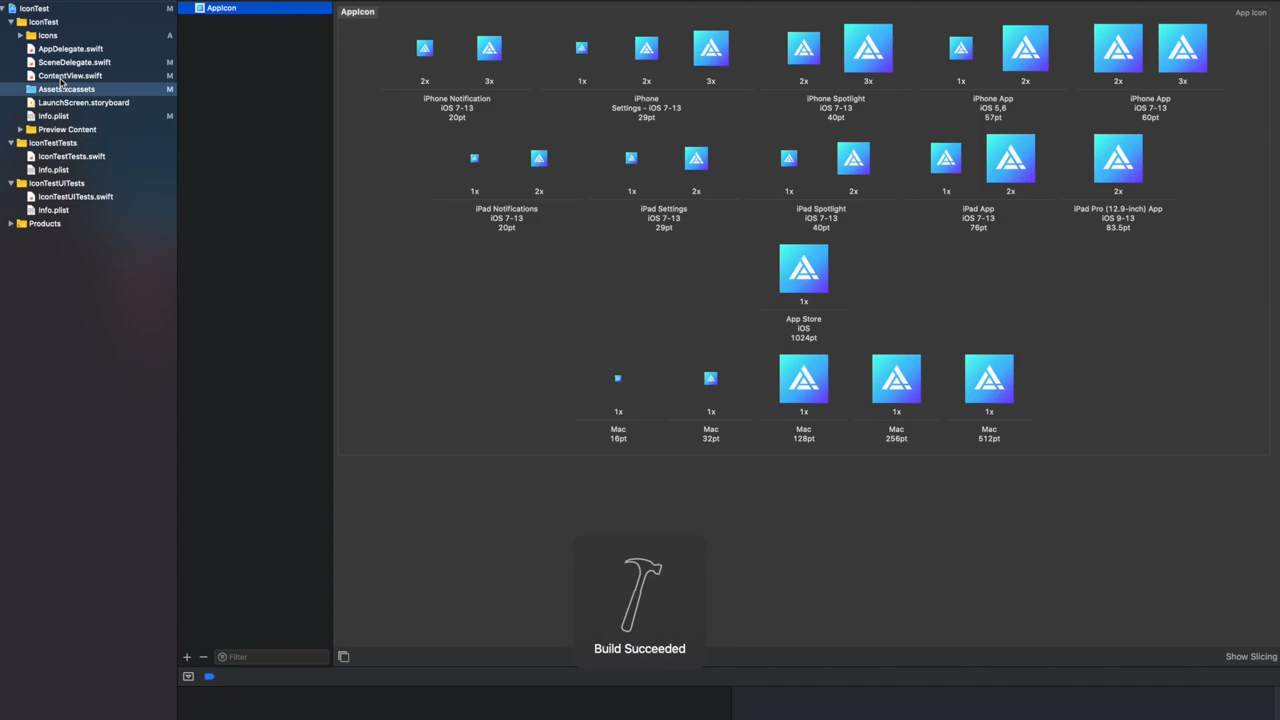 IconTest M
IconTest
Icons A
AppDelegate.swift
SceneDelegate.swift M
ContentView.swift M
Assets.xcassets M
LaunchScreen.storyboard
Info.plist M
Preview Content
IconTestTests
IconTestTests.swift
Info.plist
IconTestUITests
IconTestUITests.swift
Info.plist
Products
AppIcon
Filter
AppIcon
App Icon
2x 3x 1x 2x 3x 2x 3x 1x 2x 2x 3x
iPhone Notification
iOS 7-13
20pt
iPhone
Settings - iOS 7-13
29pt
iPhone Spotlight
iOS 7-13
40pt
iPhone App
iOS 5,6
57pt
iPhone App
iOS 7-13
60pt
1x 2x 1x 2x 1x 2x 1x 2x 2x
iPad Notifications
iOS 7-13
20pt
iPad Settings
iOS 7-13
29pt
iPad Spotlight
iOS 7-13
40pt
iPad App
iOS 7-13
76pt
iPad Pro (12.9-inch) App
iOS 9-13
83.5pt
1x
App Store
iOS
1024pt
1x 1x 1x 1x 1x
Mac
16pt
Mac
32pt
Mac
128pt
Mac
256pt
Mac
512pt
Build Succeeded
Show Slicing